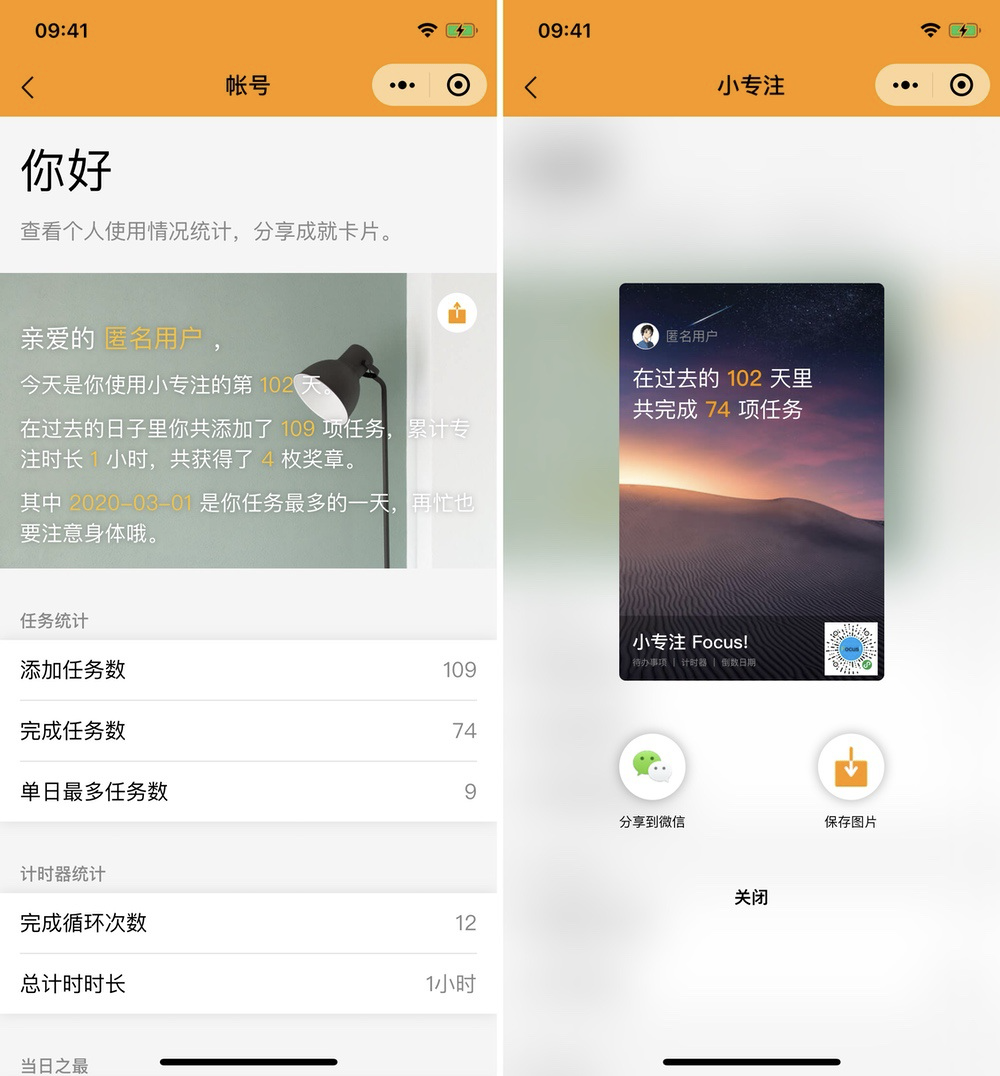 09:41
帐号
你好
查看个人使用情况统计，分享成就卡片。
亲爱的 匿名用户，
今天是你使用小专注的第 102 天。
在过去的日子里你共添加了 109 项任务，累计专
注时长 1 小时，共获得了 4 枚奖章。
其中 2020-03-01 是你任务最多的一天，再忙也
要注意身体哦。
任务统计
添加任务数 109
完成任务数 74
单日最多任务数 9
计时器统计
完成循环次数 12
总计时时长 1小时
当日之最
09:41
小专注
匿名用户
在过去的 102 天里
共完成 74 项任务
小专注 Focus!
待办事项 | 计时器 | 倒数日期
分享到微信
保存图片
关闭